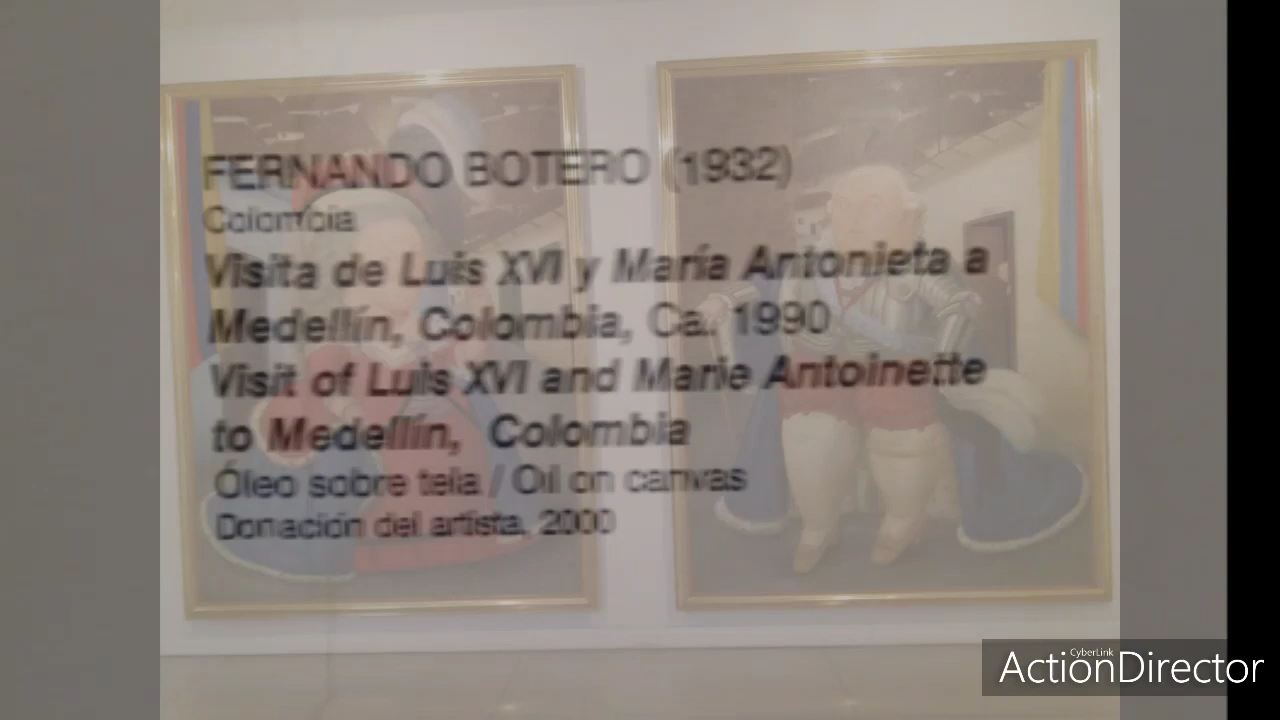 FERNANDO BOTERO (1932)
Colombia
Visita de Luis XVI y María Antonieta a
Medellín, Colombia, Ca. 1990
Visit of Luis XVI and Marie Antoinette
to Medellín, Colombia
Óleo sobre tela / Oil on canvas
Donación del artista, 2000
CyberLink
ActionDirector